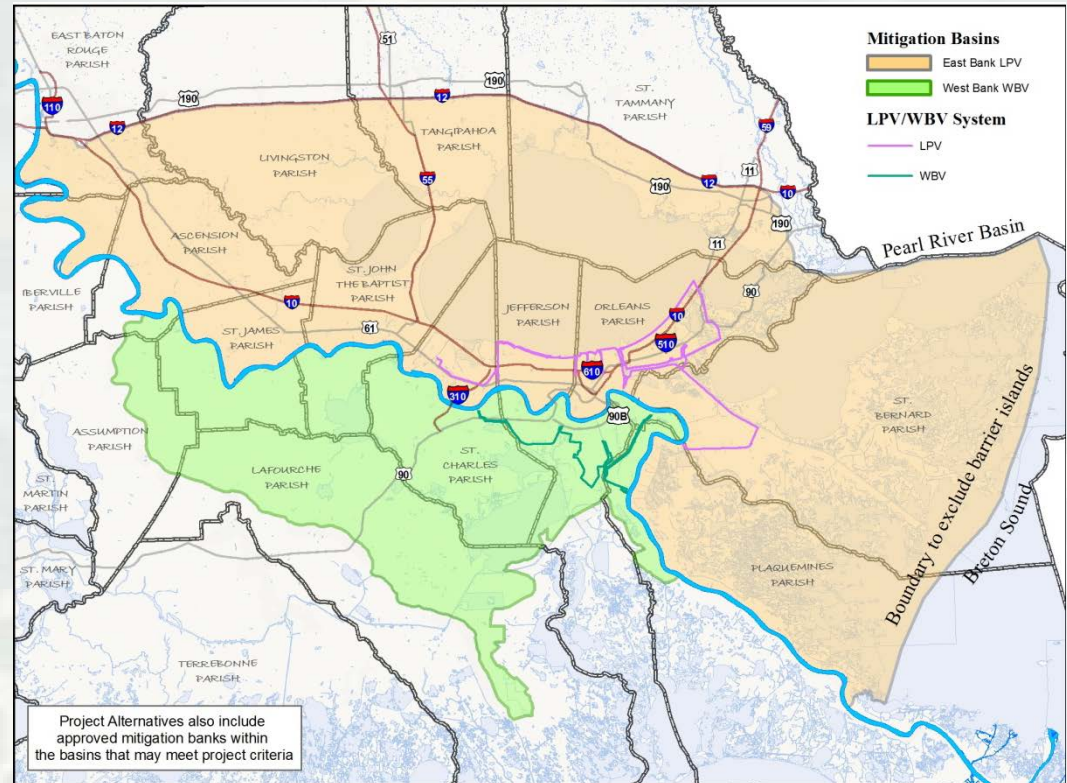 EAST BATON
ROUGE
PARISH
51
190
190
110
12
12
ST.
TAMMANY
PARISH
59
TANGIPAHOA
PARISH
LIVINGSTON
PARISH
55
11
190
12
10
190
11
ASCENSION
PARISH
ST. JOHN
THE BAPTIST
PARISH
IBERVILLE
PARISH
10
JEFFERSON
PARISH
ORLEANS
PARISH
90
10
510
ST. JAMES
PARISH
61
610
310
90B
ST.
BERNARD
PARISH
ASSUMPTION
PARISH
LAFOURCHE
PARISH
90
ST.
CHARLES
PARISH
ST.
MARTIN
PARISH
ST. MARY
PARISH
PLAQUEMINES
PARISH
TERREBONNE
PARISH
Pearl River Basin
Boundary to exclude barrier islands
Breton Sound
Mitigation Basins
East Bank LPV
West Bank WBV
LPV/WBV System
LPV
WBV
Project Alternatives also include
approved mitigation banks within
the basins that may meet project criteria